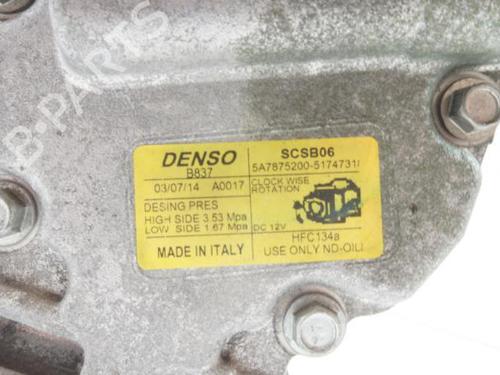 B-PARTS
DENSO
B837
SCSB06
5A7875200-5174731
03/07/14 A0017
CLOCK WISE ROTATION
DESING PRES
HIGH SIDE 3.53 Mpa
LOW SIDE 1.67 Mpa
DC 12V
HFC134a
MADE IN ITALY
USE ONLY ND-OIL